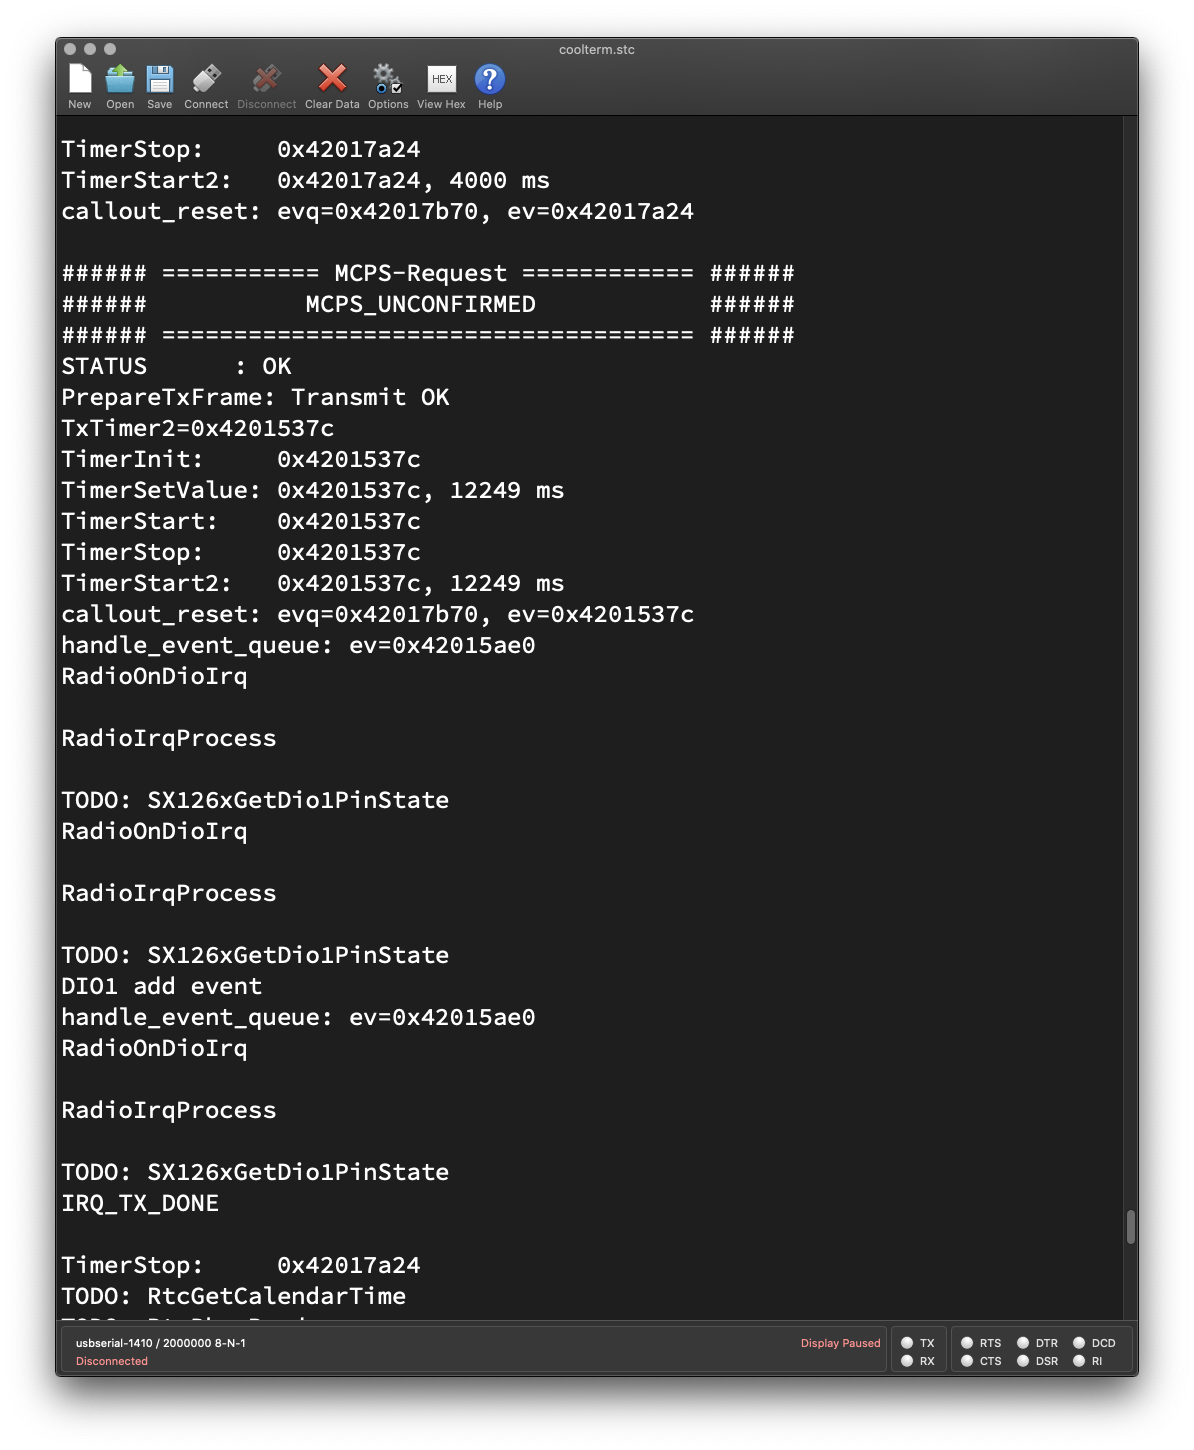 coolterm.stc
New Open Save Connect Disconnect Clear Data Options HEX View Hex ? Help
TimerStop:     0x42017a24
TimerStart2:   0x42017a24, 4000 ms
callout_reset: evq=0x42017b70, ev=0x42017a24
###### =========== MCPS-Request ============ ######
######           MCPS_UNCONFIRMED            ######
###### ===================================== ######
STATUS      : OK
PrepareTxFrame: Transmit OK
TxTimer2=0x4201537c
TimerInit:     0x4201537c
TimerSetValue: 0x4201537c, 12249 ms
TimerStart:    0x4201537c
TimerStop:     0x4201537c
TimerStart2:   0x4201537c, 12249 ms
callout_reset: evq=0x42017b70, ev=0x4201537c
handle_event_queue: ev=0x42015ae0
RadioOnDioIrq
RadioIrqProcess
TODO: SX126xGetDio1PinState
RadioOnDioIrq
RadioIrqProcess
TODO: SX126xGetDio1PinState
DIO1 add event
handle_event_queue: ev=0x42015ae0
RadioOnDioIrq
RadioIrqProcess
TODO: SX126xGetDio1PinState
IRQ_TX_DONE
TimerStop:     0x42017a24
TODO: RtcGetCalendarTime
usbserial-1410 / 2000000 8-N-1
Disconnected
Display Paused
TX RTS DTR DCD
RX CTS DSR RI